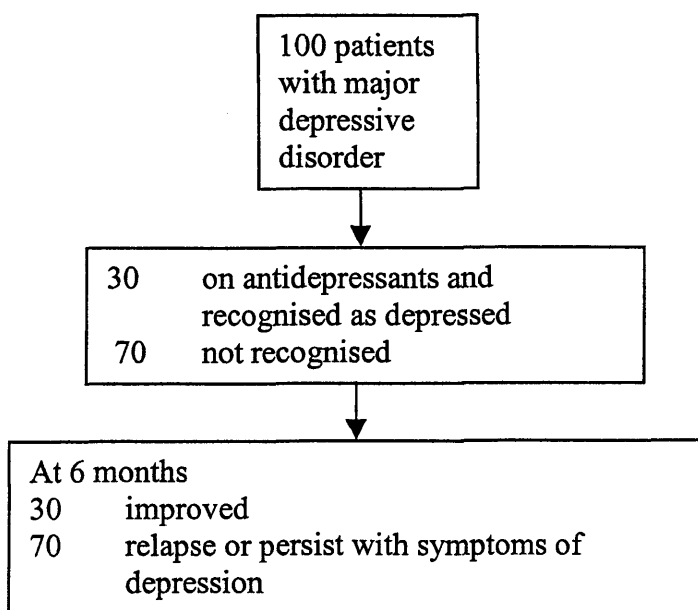 100 patients
with major
depressive
disorder
30 on antidepressants and
recognised as depressed
70 not recognised
At 6 months
30 improved
70 relapse or persist with symptoms of
depression